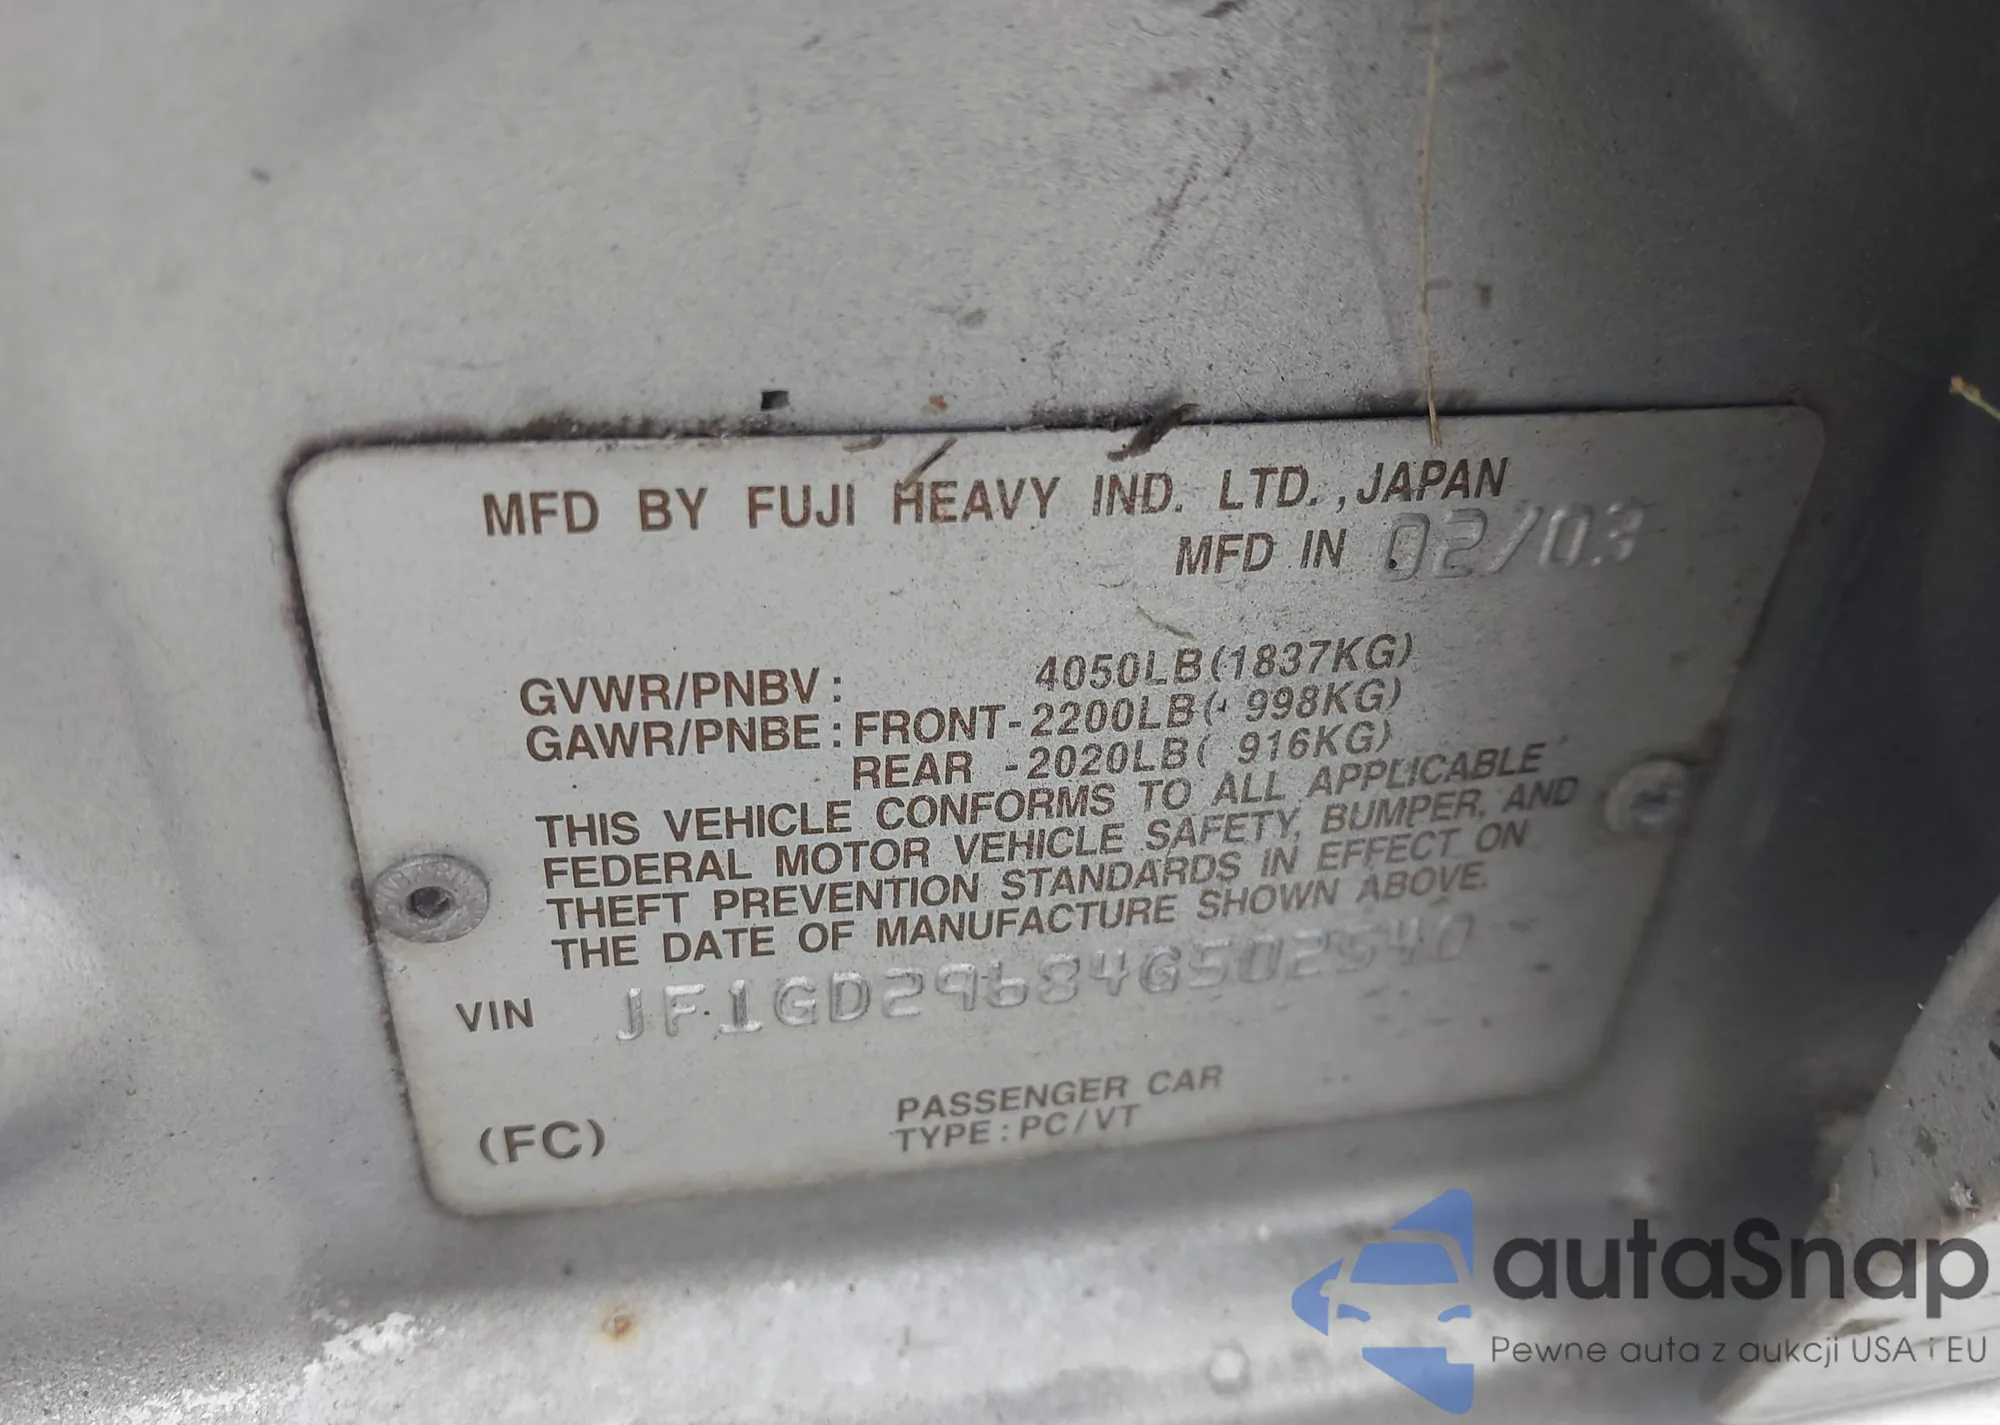 MFD BY FUJI HEAVY IND. LTD.,JAPAN
MFD IN 02/03
GVWR/PNBV: 4050LB(1837KG)
GAWR/PNBE:FRONT-2200LB( 998KG)
REAR -2020LB( 916KG)
THIS VEHICLE CONFORMS TO ALL APPLICABLE
FEDERAL MOTOR VEHICLE SAFETY, BUMPER, AND
THEFT PREVENTION STANDARDS IN EFFECT ON
THE DATE OF MANUFACTURE SHOWN ABOVE.
VIN JF1GD29684G502540
PASSENGER CAR
(FC) TYPE:PC/VT
autaSnap
Pewne auta z aukcji USA i EU